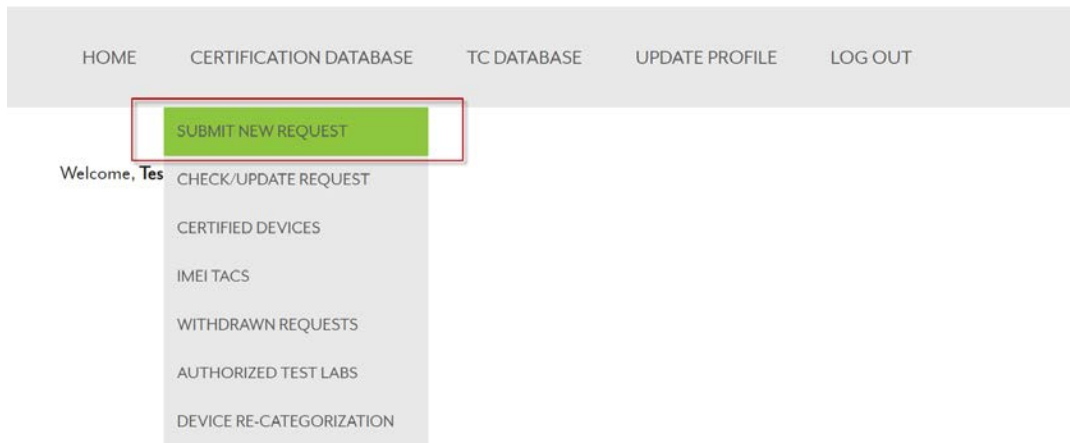 HOME CERTIFICATION DATABASE TC DATABASE UPDATE PROFILE LOG OUT
SUBMIT NEW REQUEST
Welcome, Tes
CHECK/UPDATE REQUEST
CERTIFIED DEVICES
IMEI TACS
WITHDRAWN REQUESTS
AUTHORIZED TEST LABS
DEVICE RE-CATEGORIZATION